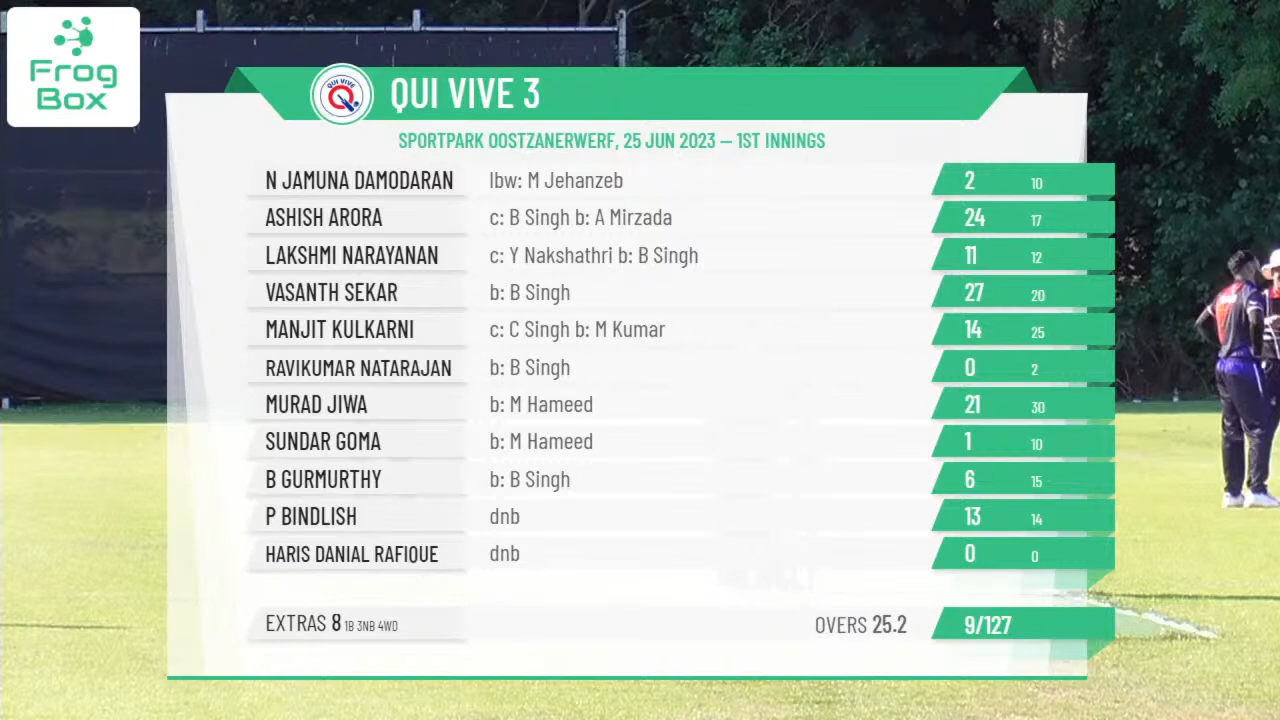 Frog
Box
QUI VIVE
QUI VIVE 3
SPORTPARK OOSTZANERWERF, 25 JUN 2023 – 1ST INNINGS
N JAMUNA DAMODARAN lbw: M Jehanzeb 2 10
ASHISH ARORA c: B Singh b: A Mirzada 24 17
LAKSHMI NARAYANAN c: Y Nakshathri b: B Singh 11 12
VASANTH SEKAR b: B Singh 27 20
MANJIT KULKARNI c: C Singh b: M Kumar 14 25
RAVIKUMAR NATARAJAN b: B Singh 0 2
MURAD JIWA b: M Hameed 21 30
SUNDAR GOMA b: M Hameed 1 10
B GURMURTHY b: B Singh 6 15
P BINDLISH dnb 13 14
HARIS DANIAL RAFIQUE dnb 0 0
EXTRAS 8 1B 3NB 4WD OVERS 25.2 9/127